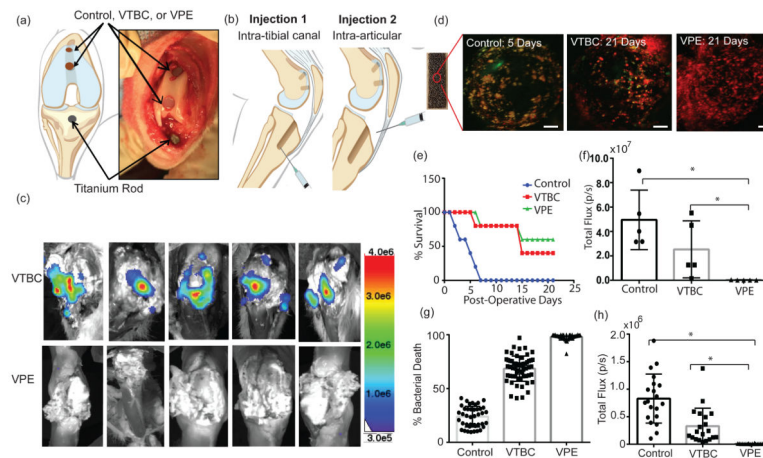 (a)
Control, VTBC, or VPE
Titanium Rod
(b)
Injection 1
Intra-tibial canal
Injection 2
Intra-articular
(c)
VTBC
VPE
4.0e6
3.0e6
2.0e6
1.0e6
3.0e5
(d)
Control: 5 Days
VTBC: 21 Days
VPE: 21 Days
(e)
% Survival
150
100
50
0
0 5 10 15 20 25
Post-Operative Days
Control
VTBC
VPE
(f)
×10⁷
Total Flux (p/s)
10.0
8.0
6.0
4.0
2.0
0.0
* *
Control VTBC VPE
(g)
% Bacterial Death
100
50
0
Control VTBC VPE
(h)
×10⁶
Total Flux (p/s)
2.0
1.5
1.0
0.5
0.0
* *
Control VTBC VPE